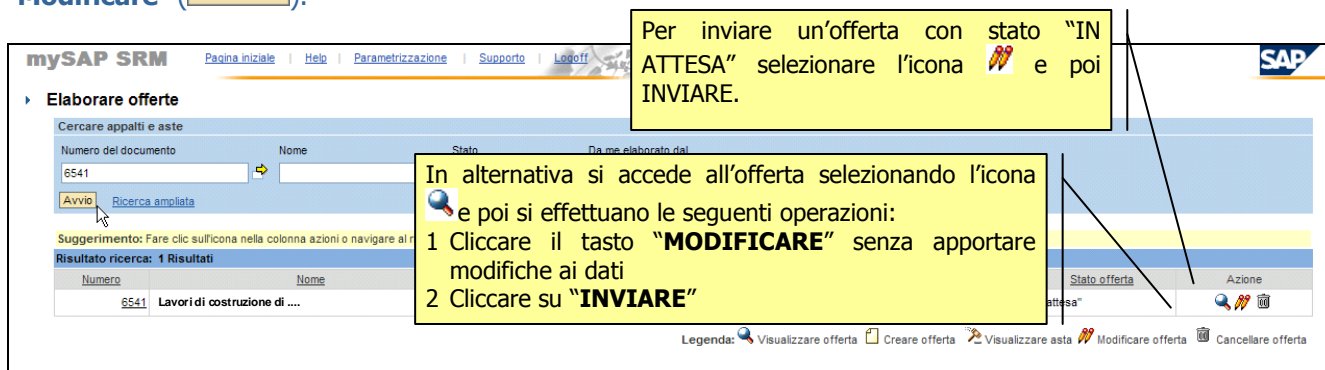 Modificare" (          ).
Per inviare un'offerta con stato "IN
ATTESA" selezionare l'icona e poi
INVIARE.
mySAP SRM Pagina iniziale | Help | Parametrizzazione | Supporto | Logoff SAP
Elaborare offerte
Cercare appalti e aste
Numero del documento Nome Stato Da me elaborato dal
6541
In alternativa si accede all'offerta selezionando l'icona
e poi si effettuano le seguenti operazioni:
1 Cliccare il tasto "MODIFICARE" senza apportare
modifiche ai dati
2 Cliccare su "INVIARE"
Avvio Ricerca ampliata
Suggerimento: Fare clic sull'icona nella colonna azioni o navigare al
Risultato ricerca: 1 Risultati
Numero Nome Stato offerta Azione
6541 Lavori di costruzione di .... attesa"
Legenda: Visualizzare offerta Creare offerta Visualizzare asta Modificare offerta Cancellare offerta